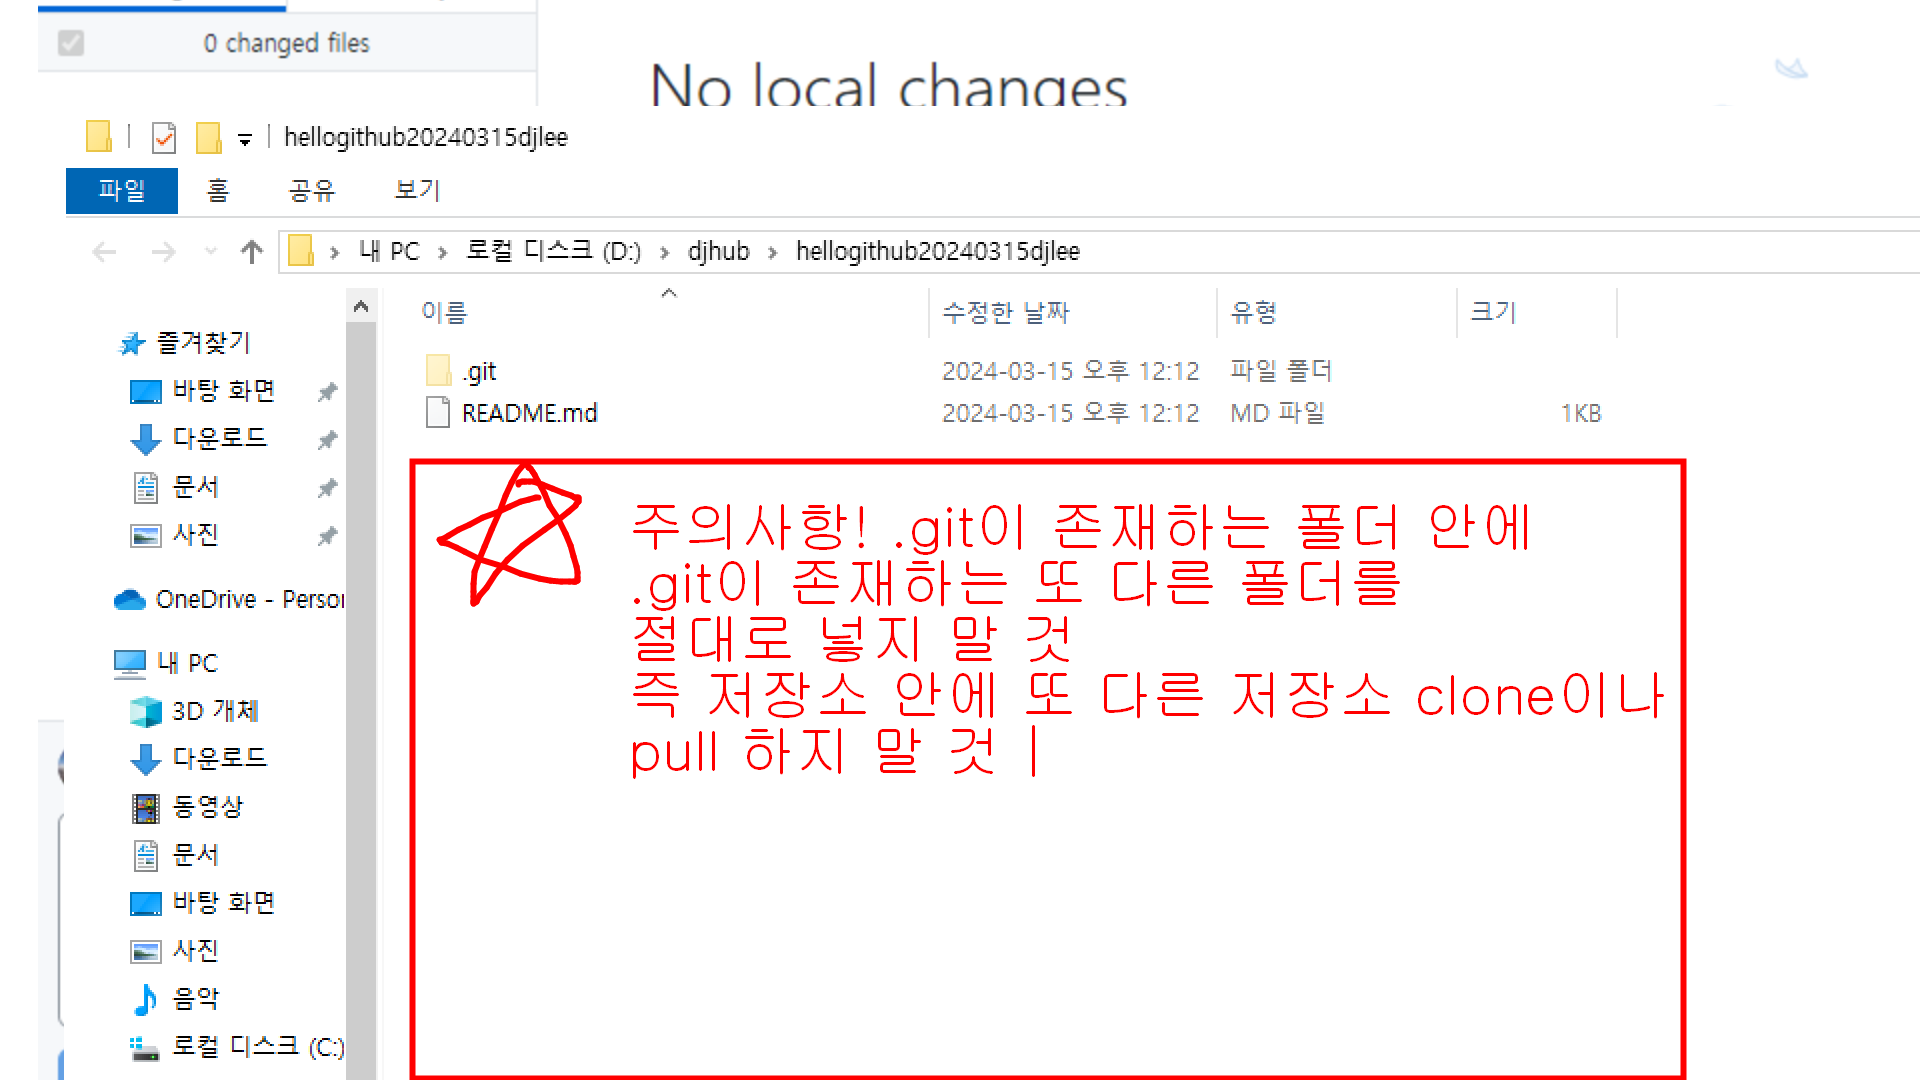 0 changed files
No local changes
hellogithub20240315djlee
파일 홈 공유 보기
내 PC 로컬 디스크 (D:) djhub hellogithub20240315djlee
이름 수정한 날짜 유형 크기
.git 2024-03-15 오후 12:12 파일 폴더
README.md 2024-03-15 오후 12:12 MD 파일 1KB
즐겨찾기
바탕 화면
다운로드
문서
사진
OneDrive - Person
내 PC
3D 개체
다운로드
동영상
문서
바탕 화면
사진
음악
로컬 디스크 (C:)
주의사항! .git이 존재하는 폴더 안에
.git이 존재하는 또 다른 폴더를
절대로 넣지 말 것
즉 저장소 안에 또 다른 저장소 clone이나
pull 하지 말 것